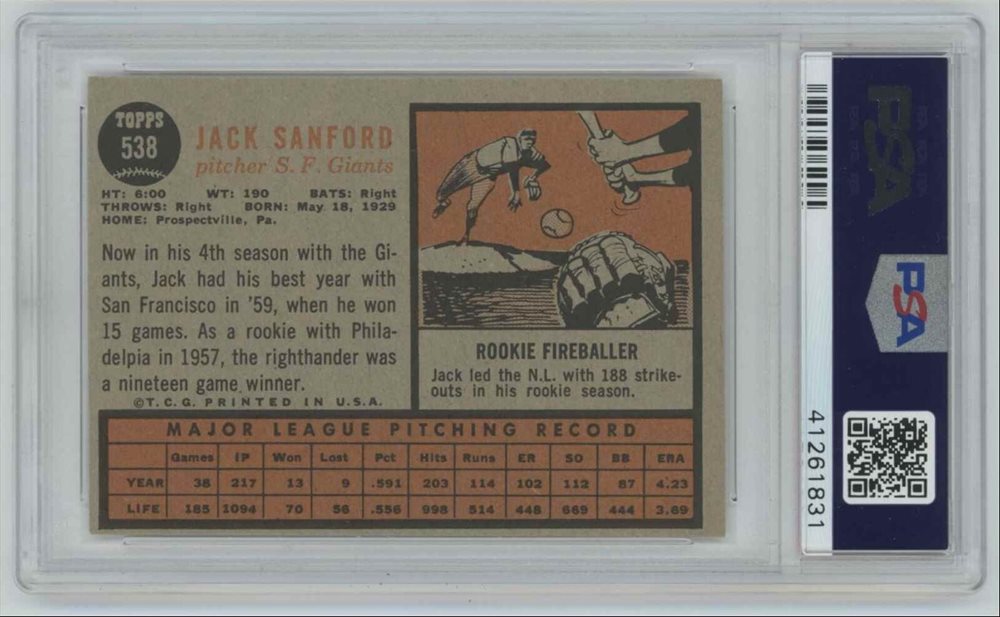 TOPPS
538
JACK SANFORD
pitcher S. F. Giants
HT: 6:00 WT: 190 BATS: Right
THROWS: Right BORN: May 18, 1929
HOME: Prospectville, Pa.
Now in his 4th season with the Gi-
ants, Jack had his best year with
San Francisco in '59, when he won
15 games. As a rookie with Phila-
delpia in 1957, the righthander was
a nineteen game winner.
©T.C.G. PRINTED IN U.S.A.
ROOKIE FIREBALLER
Jack led the N.L. with 188 strike-
outs in his rookie season.
MAJOR LEAGUE PITCHING RECORD
Games IP Won Lost Pct Hits Runs ER SO BB ERA
YEAR 38 217 13 9 .591 203 114 102 112 87 4.23
LIFE 185 1094 70 56 .556 998 514 448 669 444 3.69
PSA
PSA
41261831